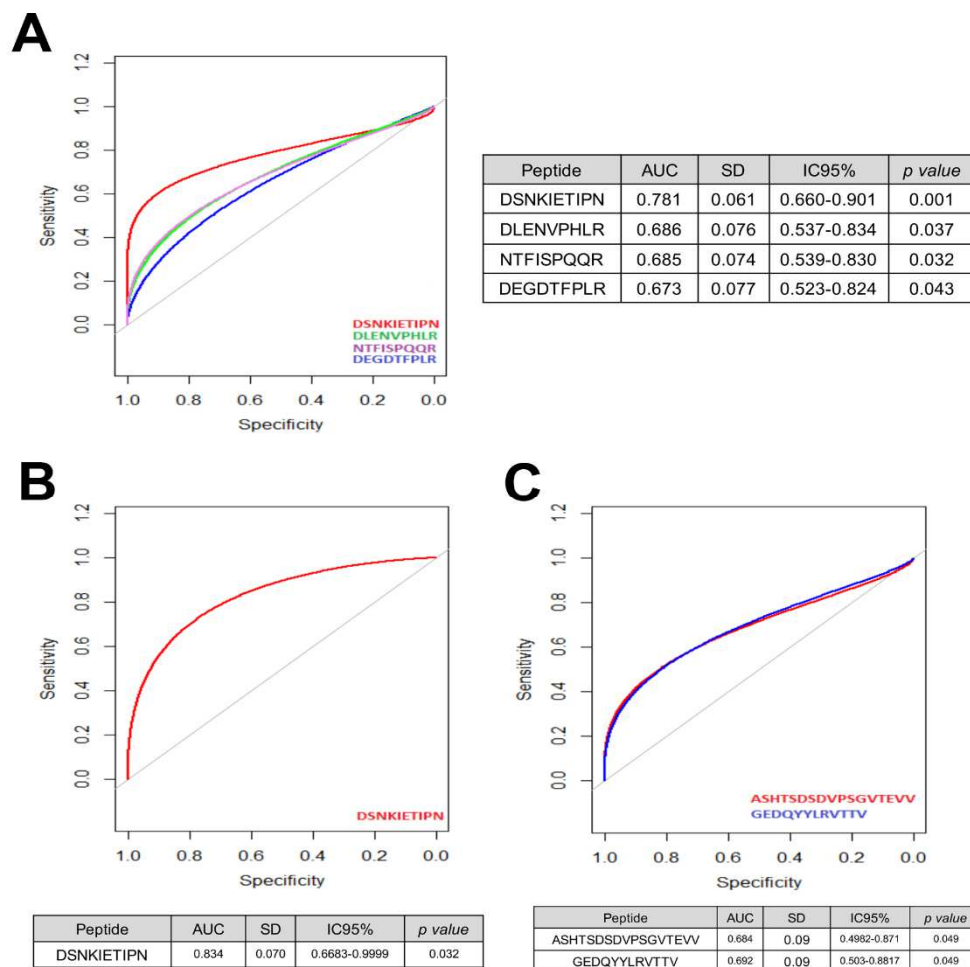 A
1.2
1.0
0.8
0.6
0.4
0.2
0.0
Sensitivity
DSNKIETIPN
DLENVPHLR
NTFISPQQR
DEGDTFPLR
1.0 0.8 0.6 0.4 0.2 0.0
Specificity
Peptide AUC SD IC95% p value
DSNKIETIPN 0.781 0.061 0.660-0.901 0.001
DLENVPHLR 0.686 0.076 0.537-0.834 0.037
NTFISPQQR 0.685 0.074 0.539-0.830 0.032
DEGDTFPLR 0.673 0.077 0.523-0.824 0.043
B
1.2
1.0
0.8
0.6
0.4
0.2
0.0
Sensitivity
DSNKIETIPN
1.0 0.8 0.6 0.4 0.2 0.0
Specificity
Peptide AUC SD IC95% p value
DSNKIETIPN 0.834 0.070 0.6683-0.9999 0.032
C
1.2
1.0
0.8
0.6
0.4
0.2
0.0
Sensitivity
ASHTSDSDVPSGVTEVV
GEDQYYLRVTTV
1.0 0.8 0.6 0.4 0.2 0.0
Specificity
Peptide AUC SD IC95% p value
ASHTSDSDVPSGVTEVV 0.684 0.09 0.4982-0.871 0.049
GEDQYYLRVTTV 0.692 0.09 0.503-0.8817 0.049